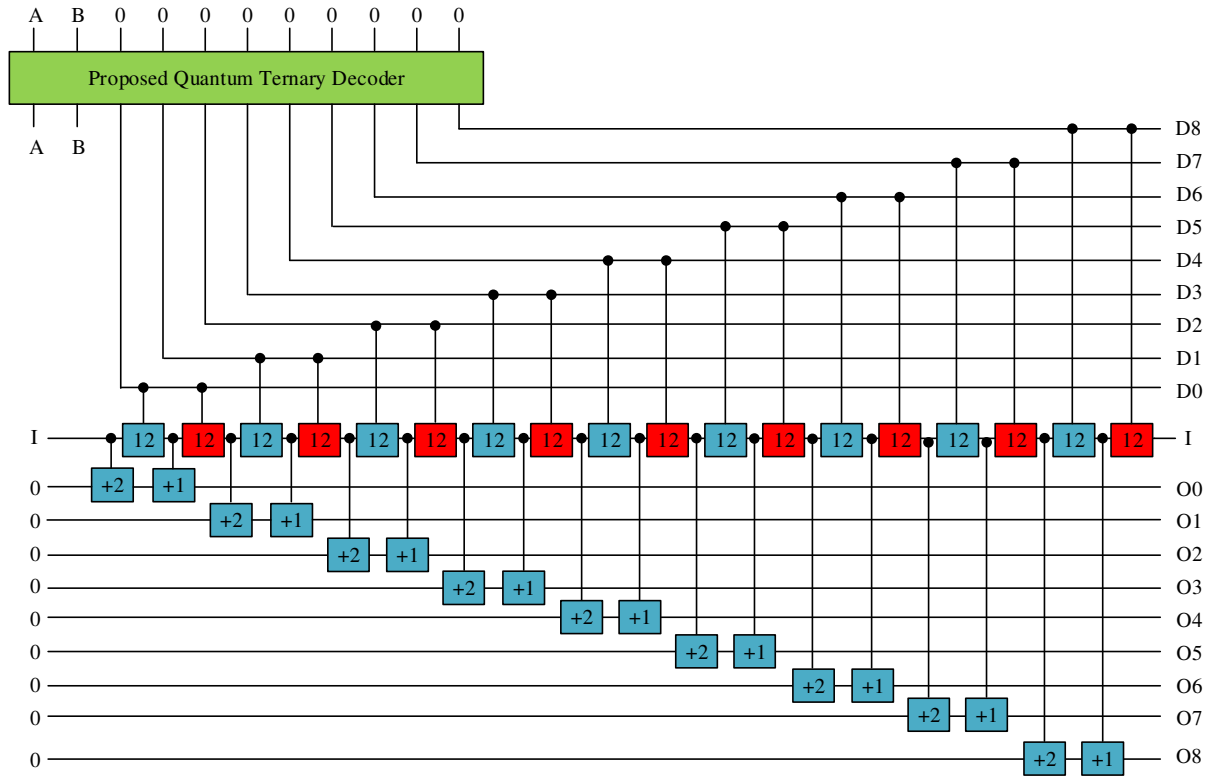 A B 0 0 0 0 0 0 0 0 0
Proposed Quantum Ternary Decoder
A B
D8
D7
D6
D5
D4
D3
D2
D1
D0
I 12 12 12 12 12 12 12 12 12 12 12 12 12 12 12 12 12 12 I
0 +2 +1 O0
0 +2 +1 O1
0 +2 +1 O2
0 +2 +1 O3
0 +2 +1 O4
0 +2 +1 O5
0 +2 +1 O6
0 +2 +1 O7
0 +2 +1 O8